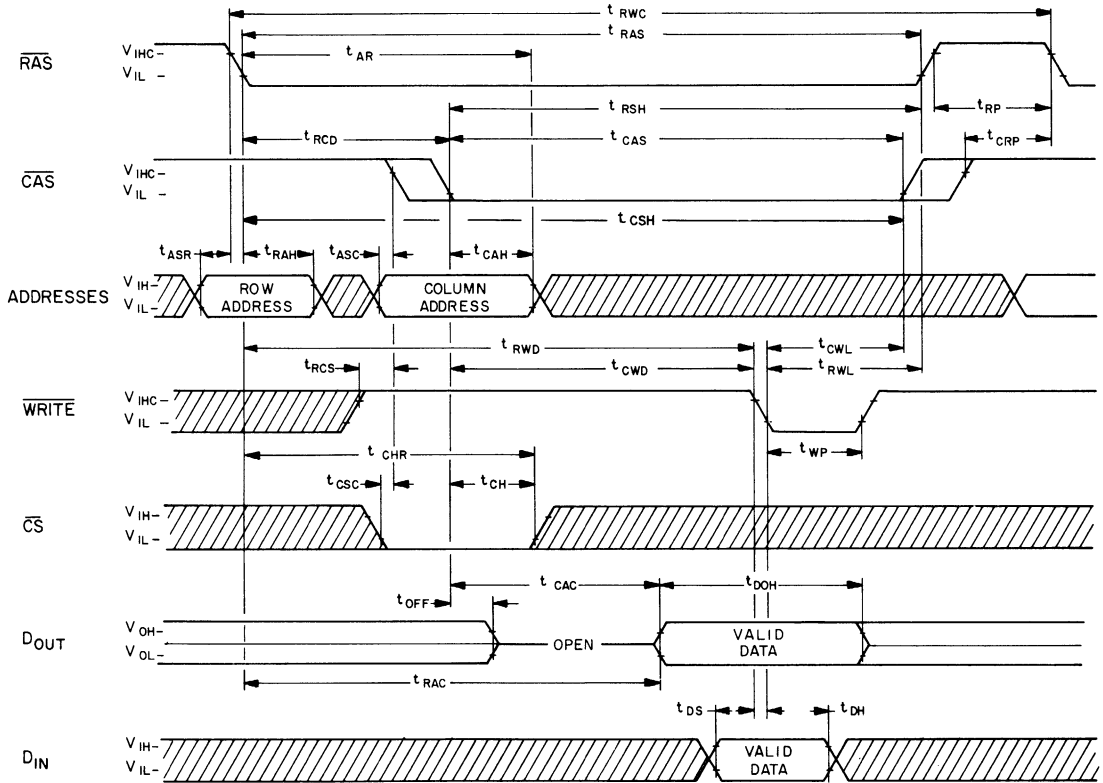 t RWC
t RAS
t AR
RAS
V IHC
V IL
t RSH
t RP
t RCD
t CAS
t CRP
CAS
V IHC
V IL
t CSH
t ASR
t RAH
t ASC
t CAH
ADDRESSES
V IH
V IL
ROW ADDRESS
COLUMN ADDRESS
t RWD
t CWL
t RCS
t CWD
t RWL
WRITE
V IHC
V IL
t WP
t CHR
t CSC
t CH
CS
V IH
V IL
t CAC
t DOH
t OFF
D OUT
V OH
V OL
OPEN
VALID DATA
t RAC
t DS
t DH
D IN
V IH
V IL
VALID DATA